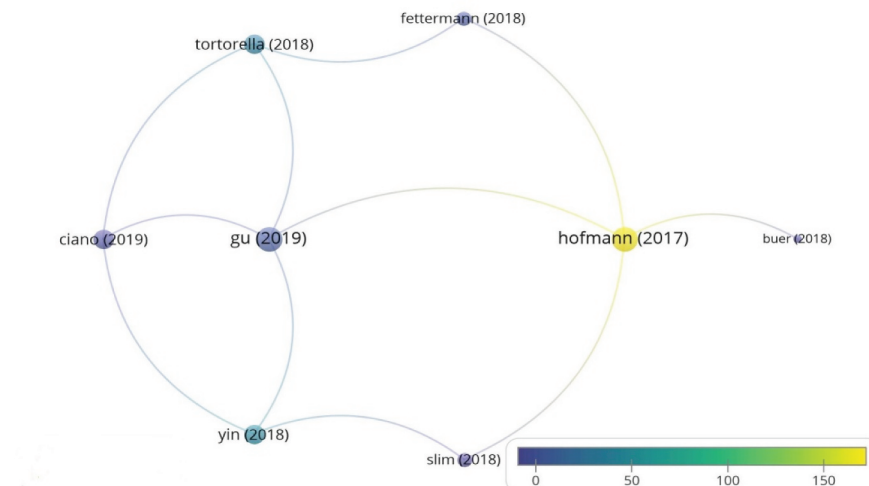 fettermann (2018)
tortorella (2018)
ciano (2019)
gu (2019)
hofmann (2017)
buer (2018)
yin (2018)
slim (2018)
0 50 100 150